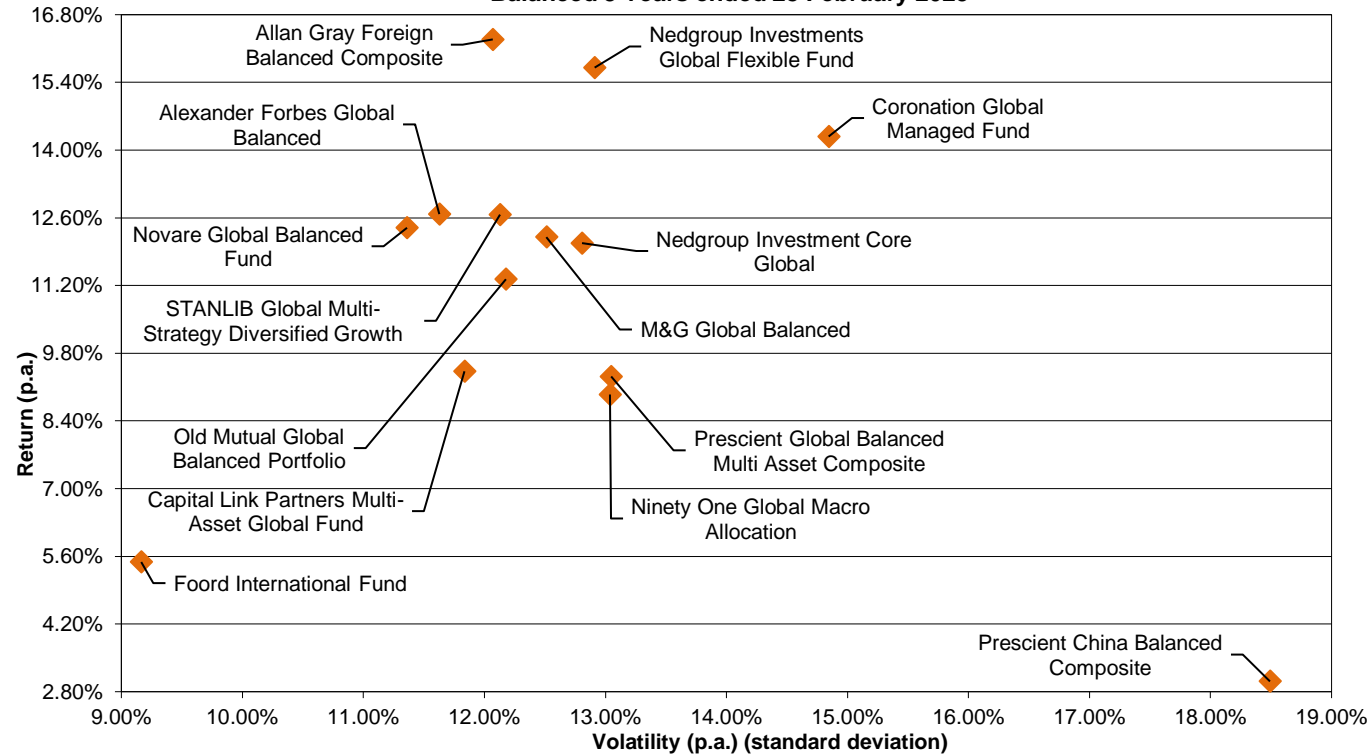 Balanced Years ended February
16.80%
15.40%
14.00%
12.60%
11.20%
9.80%
8.40%
7.00%
5.60%
4.20%
2.80%
Return (p.a.)
Allan Gray Foreign
Balanced Composite
Nedgroup Investments
Global Flexible Fund
Alexander Forbes Global
Balanced
Coronation Global
Managed Fund
Novare Global Balanced
Fund
Nedgroup Investment Core
Global
STANLIB Global Multi-
Strategy Diversified Growth
M&G Global Balanced
Old Mutual Global
Balanced Portfolio
Prescient Global Balanced
Multi Asset Composite
Capital Link Partners Multi-
Asset Global Fund
Ninety One Global Macro
Allocation
Foord International Fund
Prescient China Balanced
Composite
9.00% 10.00% 11.00% 12.00% 13.00% 14.00% 15.00% 16.00% 17.00% 18.00% 19.00%
Volatility (p.a.) (standard deviation)